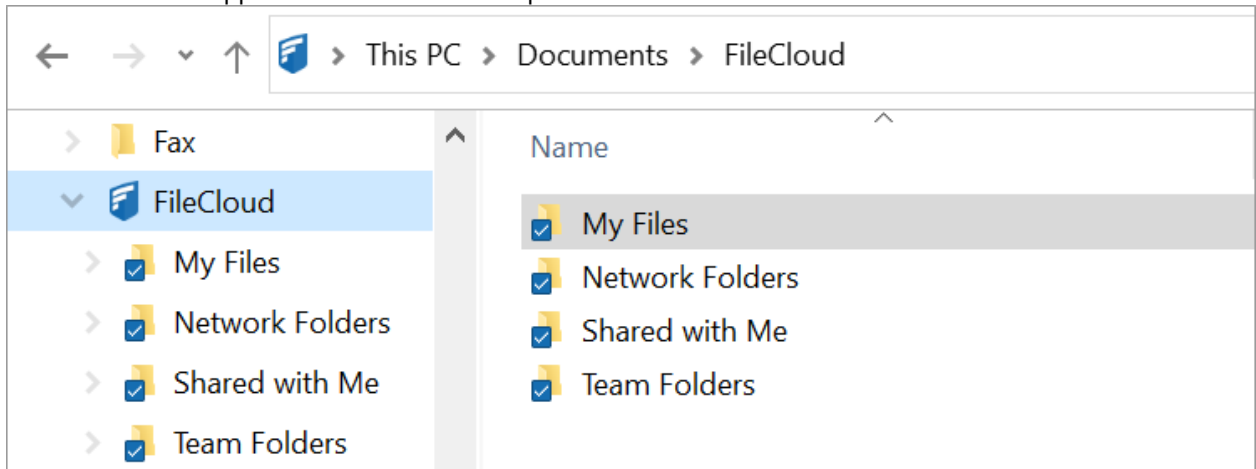 This PC > Documents > FileCloud
Fax
FileCloud
My Files
Network Folders
Shared with Me
Team Folders
Name
My Files
Network Folders
Shared with Me
Team Folders